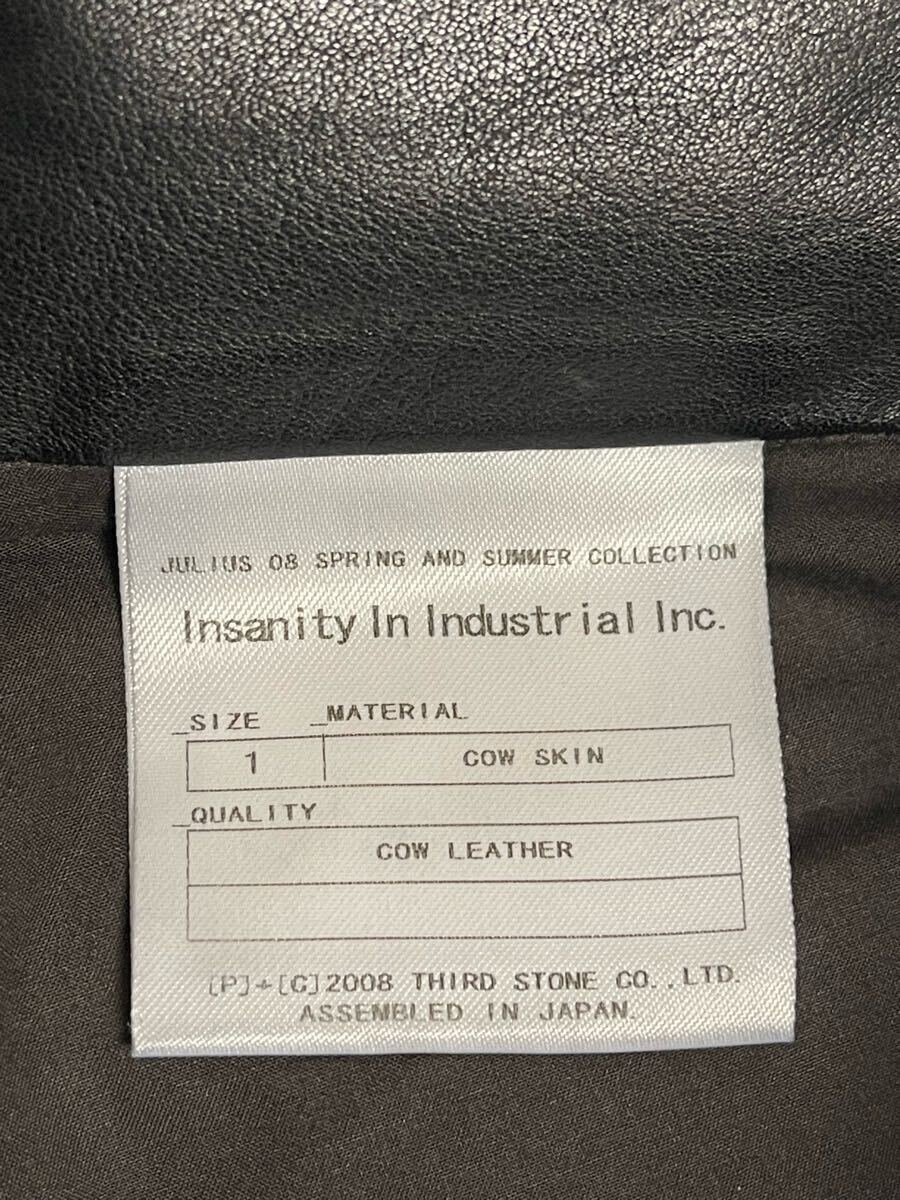 JULIUS 08 SPRING AND SUMMER COLLECTION
Insanity In Industrial Inc.
_SIZE _MATERIAL
1 COW SKIN
_QUALITY
COW LEATHER
[P]+[C]2008 THIRD STONE CO.,LTD.
ASSEMBLED IN JAPAN.